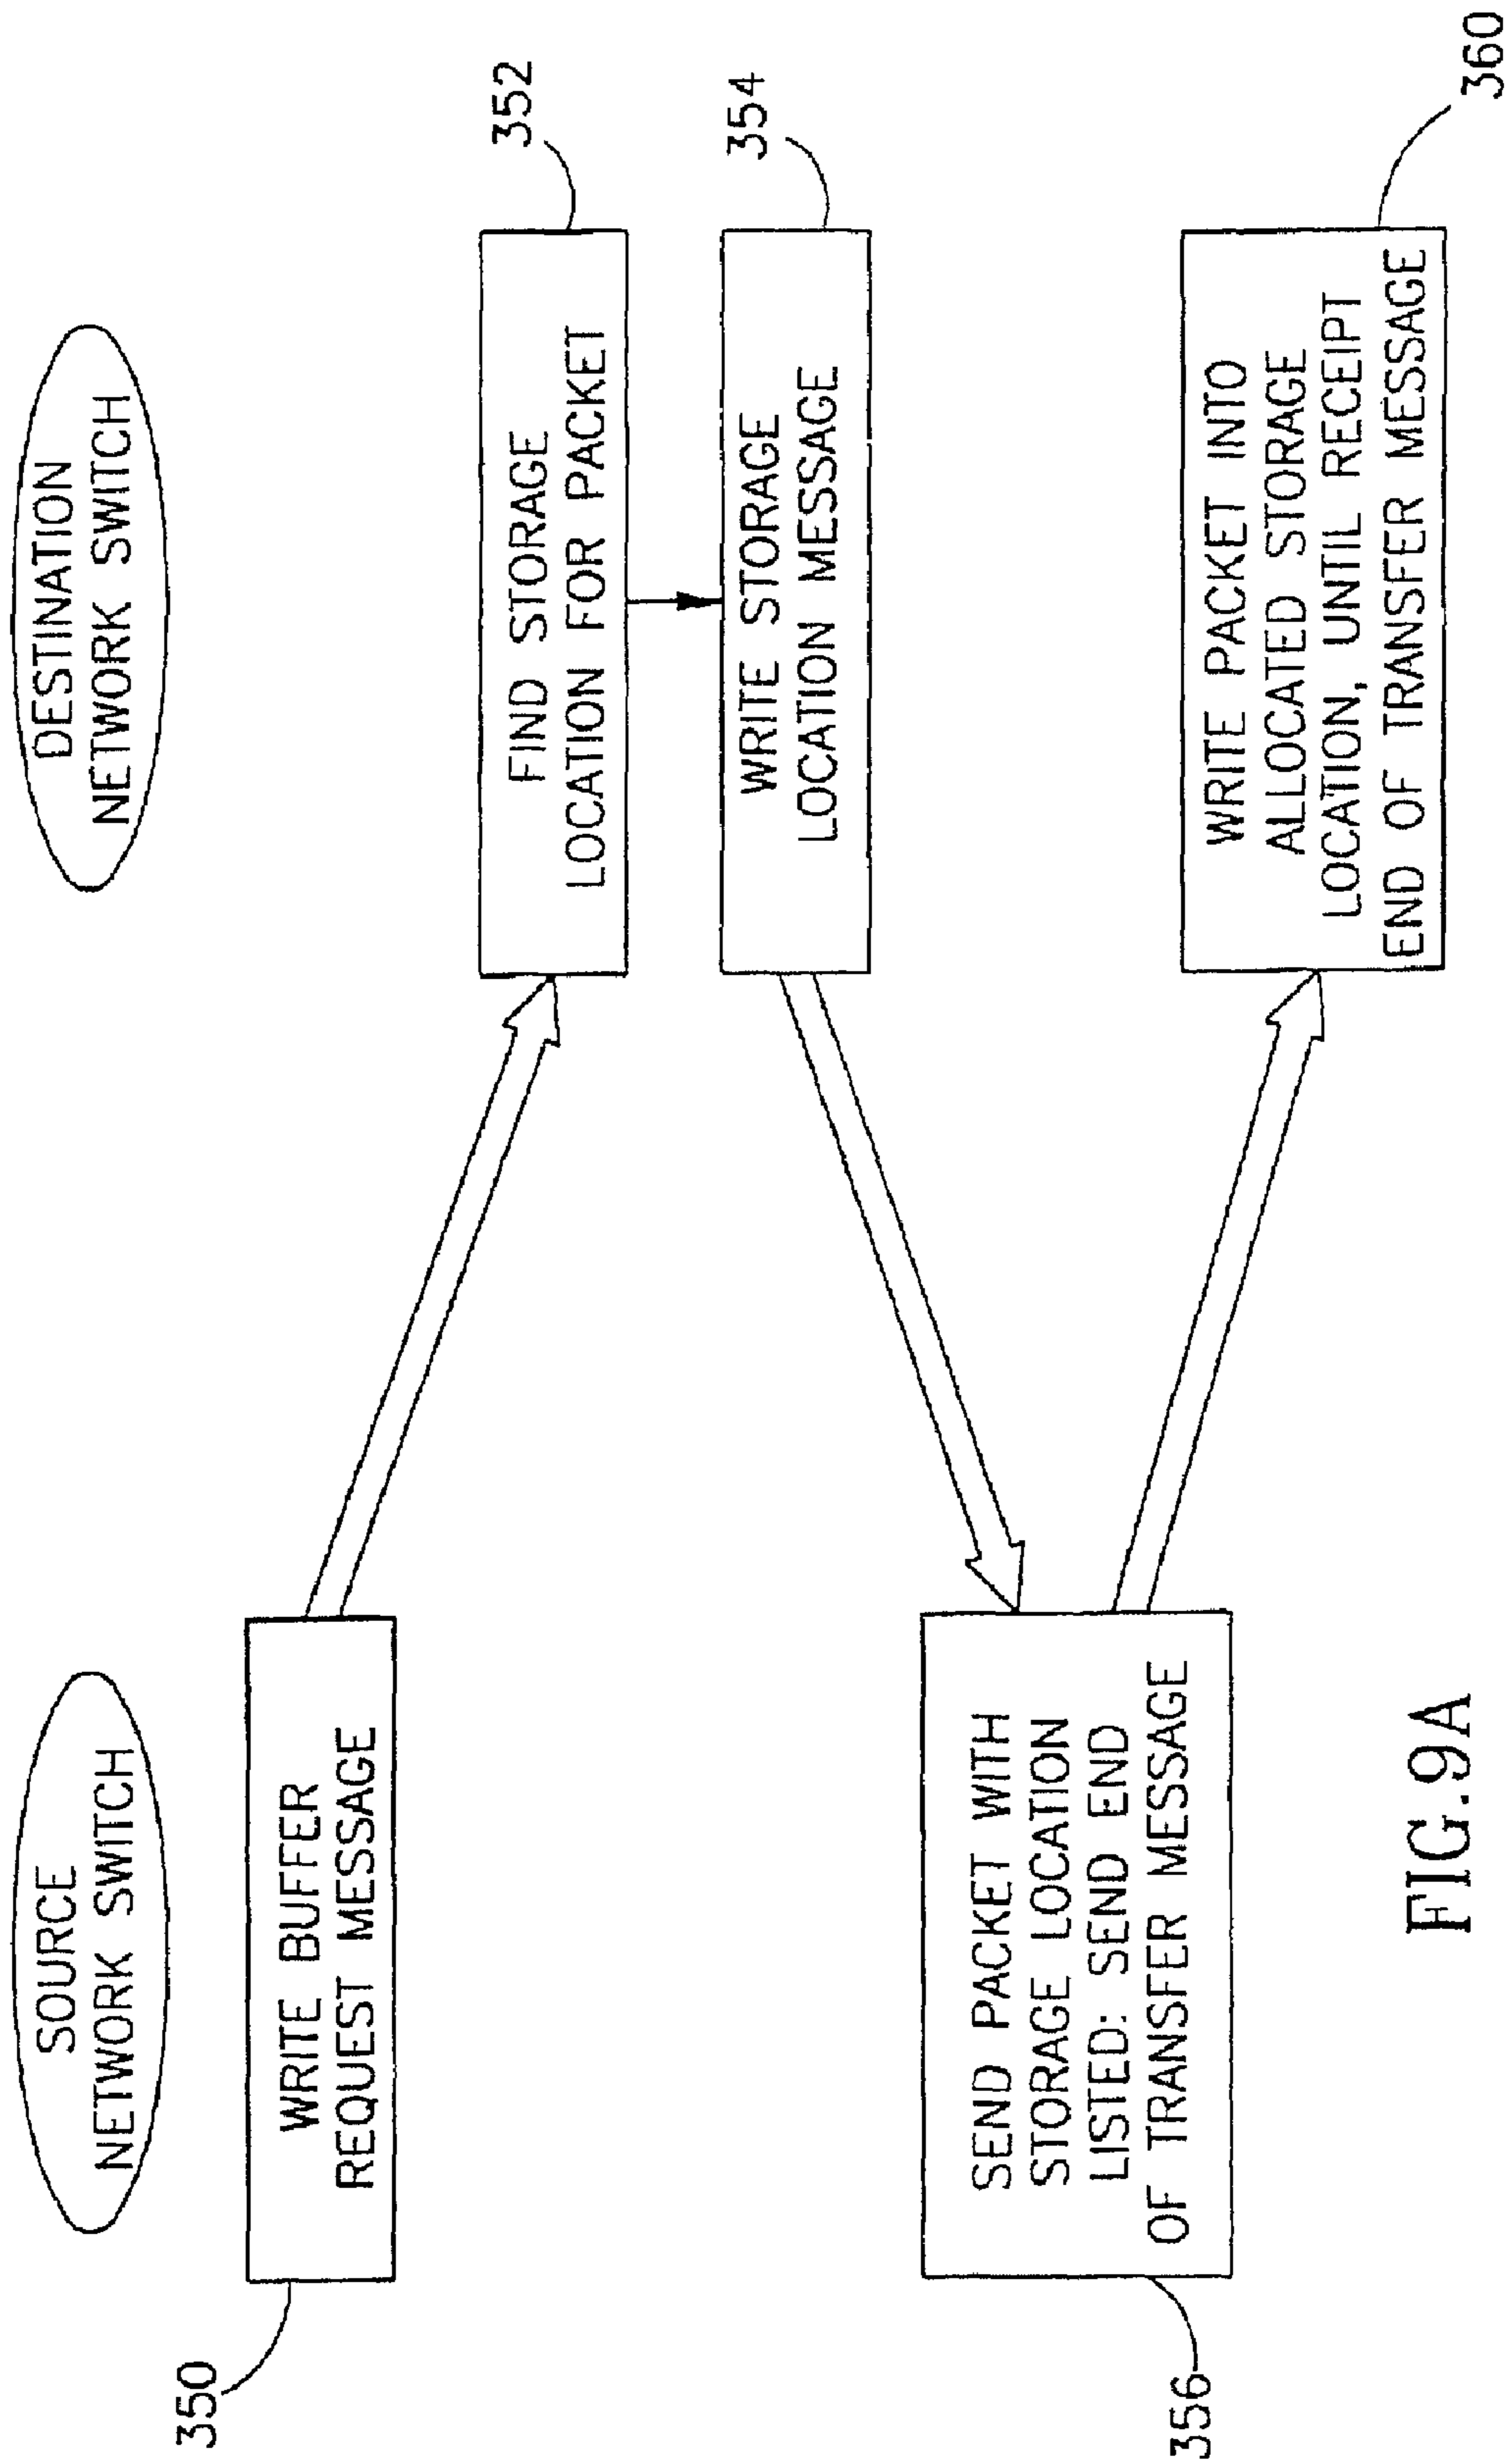 SOURCE
NETWORK SWITCH
DESTINATION
NETWORK SWITCH
350
WRITE BUFFER
REQUEST MESSAGE
352
FIND STORAGE
LOCATION FOR PACKET
354
WRITE STORAGE
LOCATION MESSAGE
356
SEND PACKET WITH
STORAGE LOCATION
LISTED: SEND END
OF TRANSFER MESSAGE
360
WRITE PACKET INTO
ALLOCATED STORAGE
LOCATION, UNTIL RECEIPT
END OF TRANSFER MESSAGE
FIG.9A